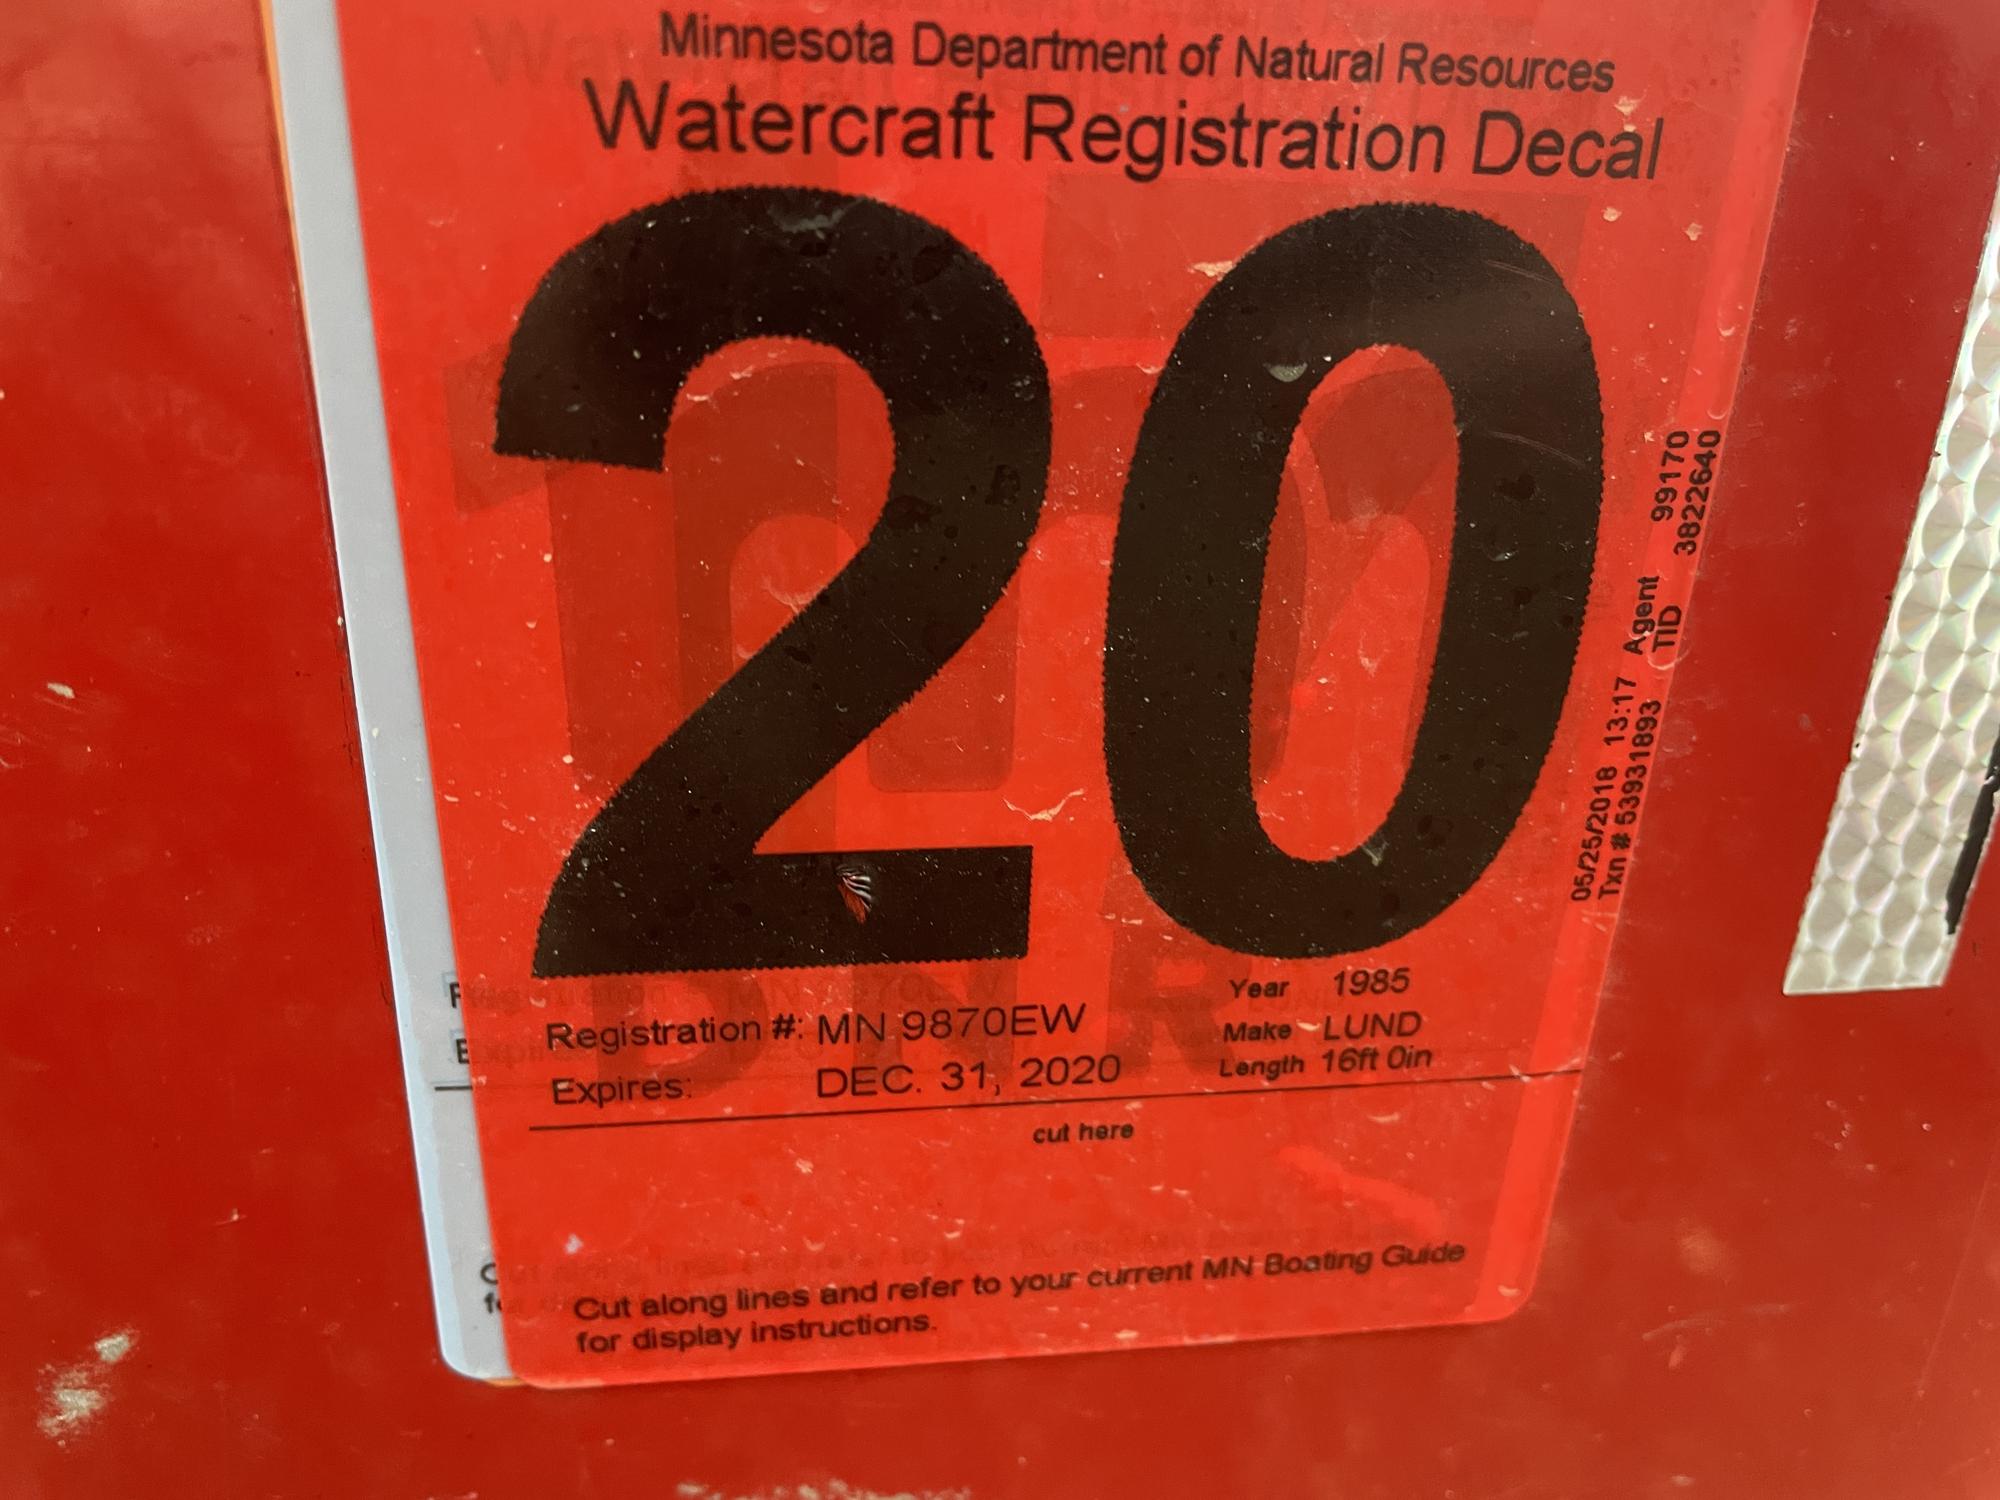 Minnesota Department of Natural Resources
Watercraft Registration Decal
20
05/25/2018 13:17 Agent 99170
Txn # 53931893 TID 3822640
Registration #: MN 9870EW
Expires: DEC. 31, 2020
Year 1985
Make LUND
Length 16ft 0in
cut here
Cut along lines and refer to your current MN Boating Guide
for display instructions.